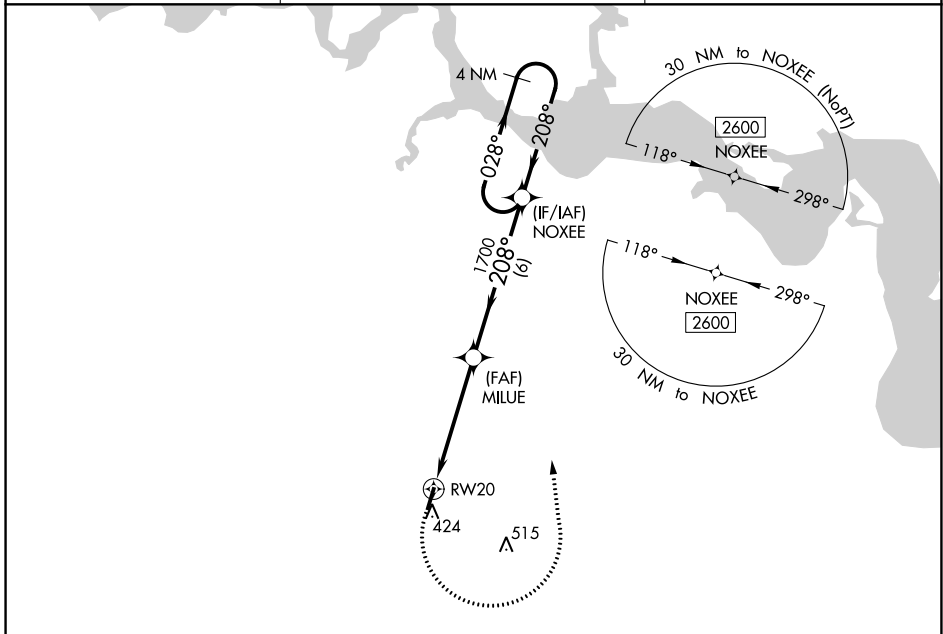 30 NM to NOXEE (NoPT)
4 NM
2600
NOXEE
208°
118°
028°
298°
(IF/IAF)
NOXEE
118°
1700
208°
(6)
298°
NOXEE
2600
30 NM to NOXEE
(FAF)
MILUE
RW20
424
515